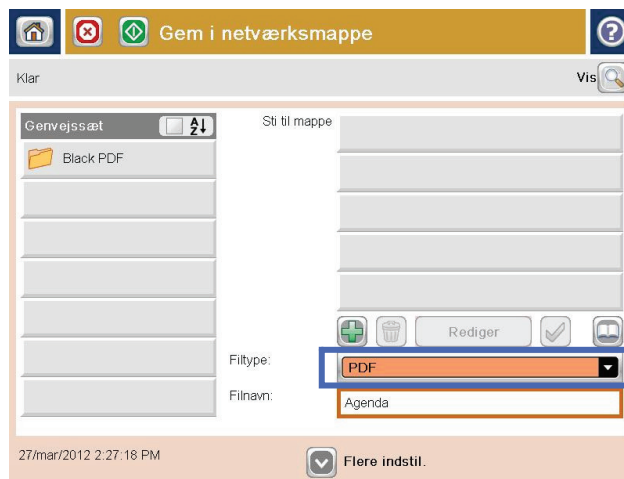 Gem i netværksmappe
Klar
Vis
Genvejssæt
Sti til mappe
Black PDF
Rediger
Filtype:
PDF
Filnavn:
Agenda
27/mar/2012 2:27:18 PM
Flere indstil.